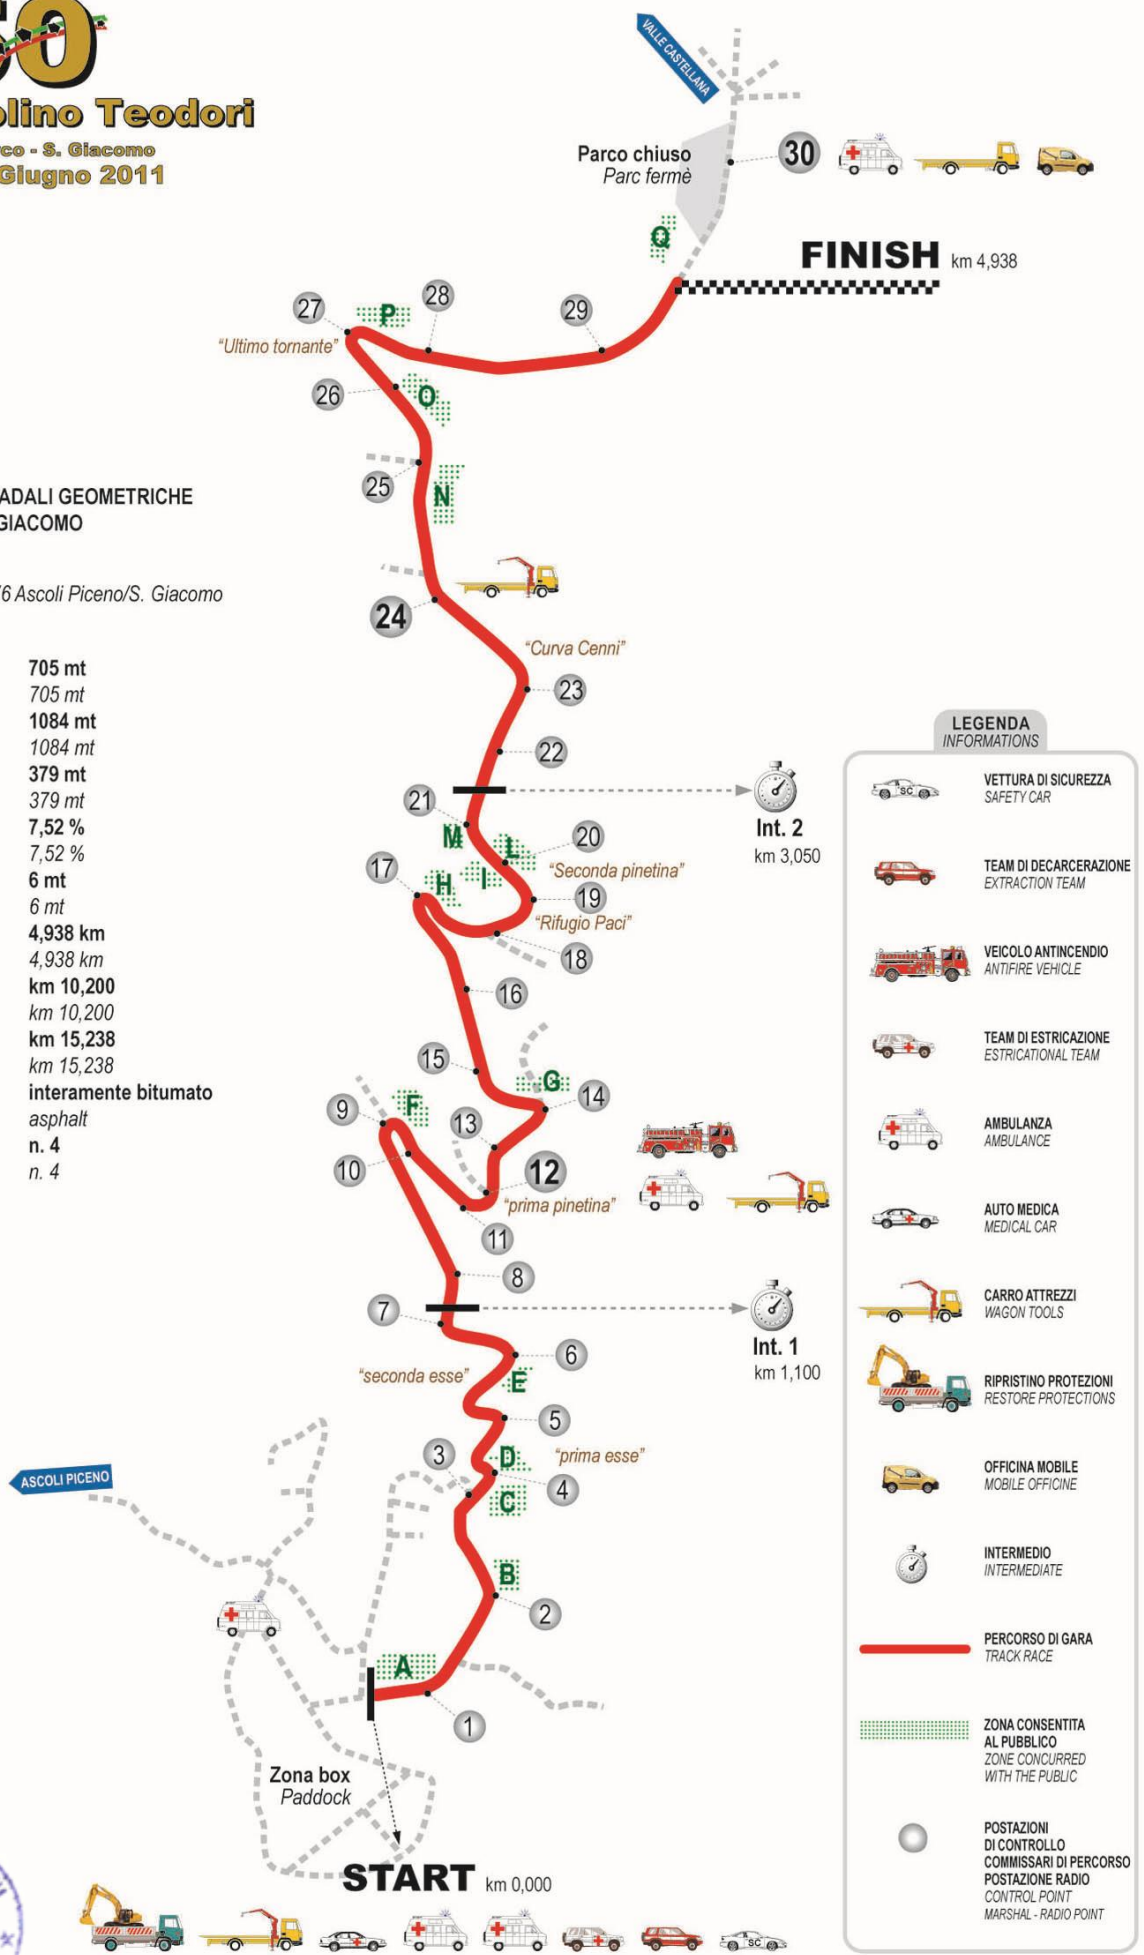 50
olino Teodori
rco - S. Giacomo
Giugno 2011
VALLE CASTELLANA
Parco chiuso
Parc fermè
30
Q
FINISH km 4,938
27
P
28
29
"Ultimo tornante"
26
O
25
N
ADALI GEOMETRICHE
GIACOMO
/6 Ascoli Piceno/S. Giacomo
24
"Curva Cenni"
23
22
21
Int. 2
km 3,050
M
L
20
17
H
I
"Seconda pinetina"
19
"Rifugio Paci"
18
16
15
G
14
9
F
13
10
12
"prima pinetina"
11
8
7
Int. 1
km 1,100
6
"seconda esse"
E
5
3
D
"prima esse"
4
C
B
2
A
1
ASCOLI PICENO
Zona box
Paddock
START km 0,000
SC
705 mt
705 mt
1084 mt
1084 mt
379 mt
379 mt
7,52 %
7,52 %
6 mt
6 mt
4,938 km
4,938 km
km 10,200
km 10,200
km 15,238
km 15,238
interamente bitumato
asphalt
n. 4
n. 4
LEGENDA
INFORMATIONS
SC
VETTURA DI SICUREZZA
SAFETY CAR
TEAM DI DECARCERAZIONE
EXTRACTION TEAM
VEICOLO ANTINCENDIO
ANTIFIRE VEHICLE
TEAM DI ESTRICAZIONE
ESTRICATIONAL TEAM
AMBULANZA
AMBULANCE
AUTO MEDICA
MEDICAL CAR
CARRO ATTREZZI
WAGON TOOLS
RIPRISTINO PROTEZIONI
RESTORE PROTECTIONS
OFFICINA MOBILE
MOBILE OFFICINE
INTERMEDIO
INTERMEDIATE
PERCORSO DI GARA
TRACK RACE
ZONA CONSENTITA
AL PUBBLICO
ZONE CONCURRED
WITH THE PUBLIC
POSTAZIONI
DI CONTROLLO
COMMISSARI DI PERCORSO
POSTAZIONE RADIO
CONTROL POINT
MARSHAL - RADIO POINT